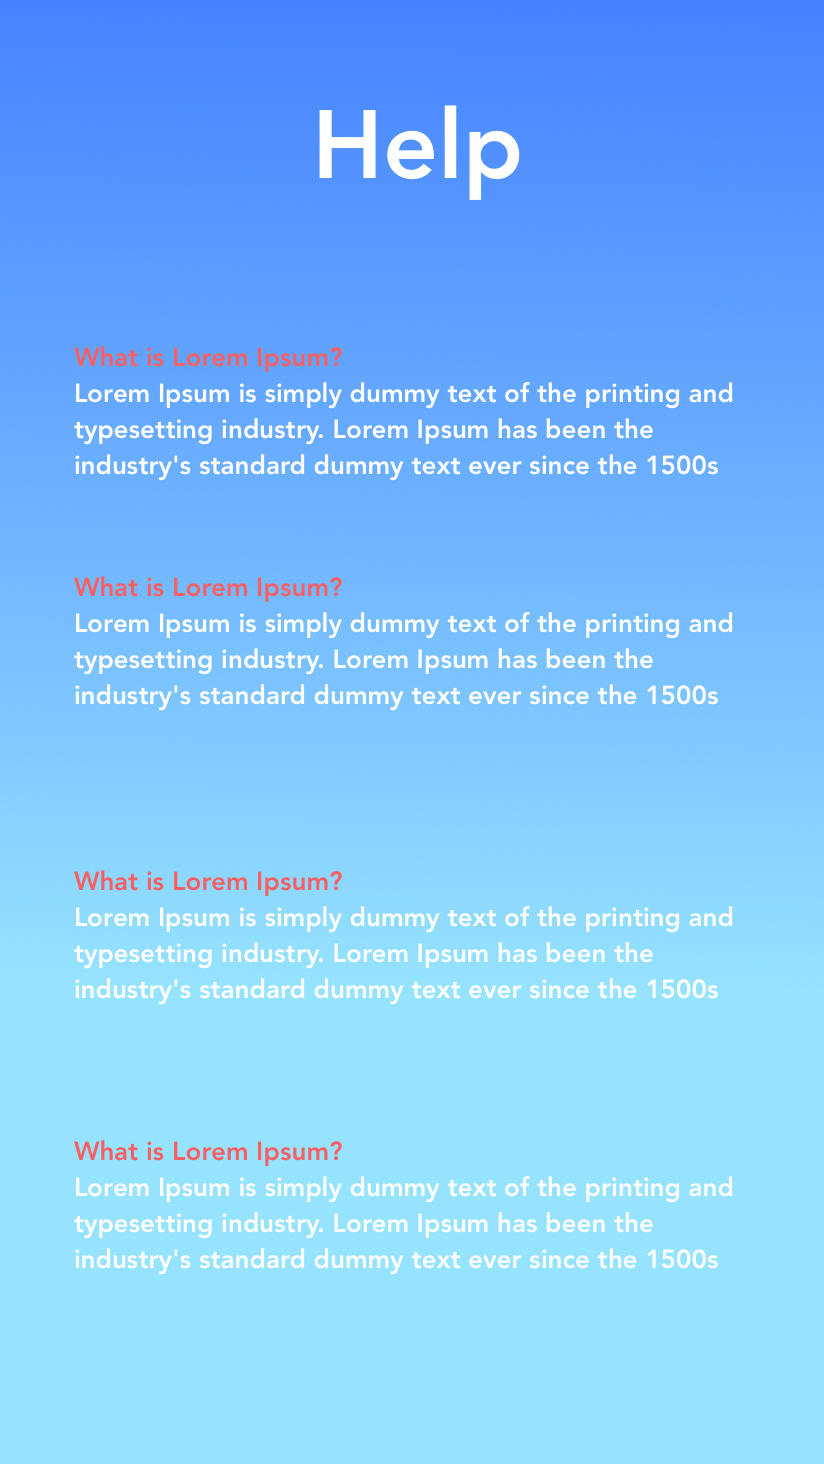 Help
What is Lorem Ipsum?
Lorem Ipsum is simply dummy text of the printing and
typesetting industry. Lorem Ipsum has been the
industry's standard dummy text ever since the 1500s
What is Lorem Ipsum?
Lorem Ipsum is simply dummy text of the printing and
typesetting industry. Lorem Ipsum has been the
industry's standard dummy text ever since the 1500s
What is Lorem Ipsum?
Lorem Ipsum is simply dummy text of the printing and
typesetting industry. Lorem Ipsum has been the
industry's standard dummy text ever since the 1500s
What is Lorem Ipsum?
Lorem Ipsum is simply dummy text of the printing and
typesetting industry. Lorem Ipsum has been the
industry's standard dummy text ever since the 1500s